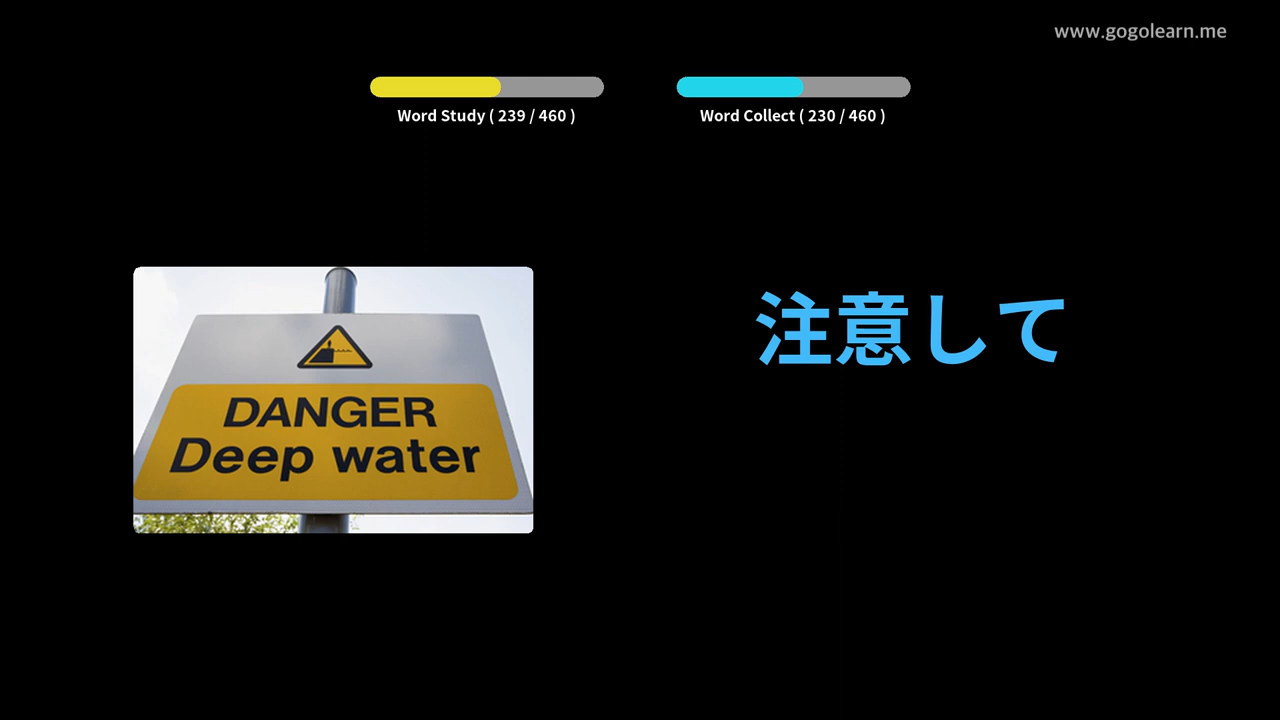 www.gogolearn.me
Word Study ( 239 / 460 )
Word Collect ( 230 / 460 )
DANGER
Deep water
注意して